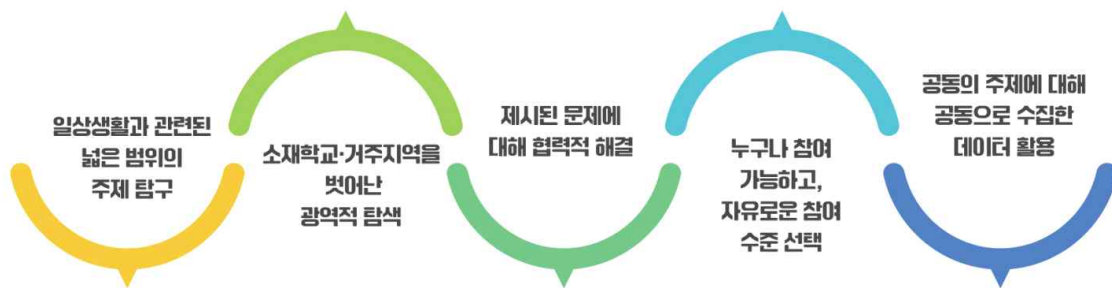 일상생활과 관련된
넓은 범위의
주제 탐구
소재학교·거주지역을
벗어난
광역적 탐색
제시된 문제에
대해 협력적 해결
누구나 참여
가능하고,
자유로운 참여
수준 선택
공동의 주제에 대해
공동으로 수집한
데이터 활용